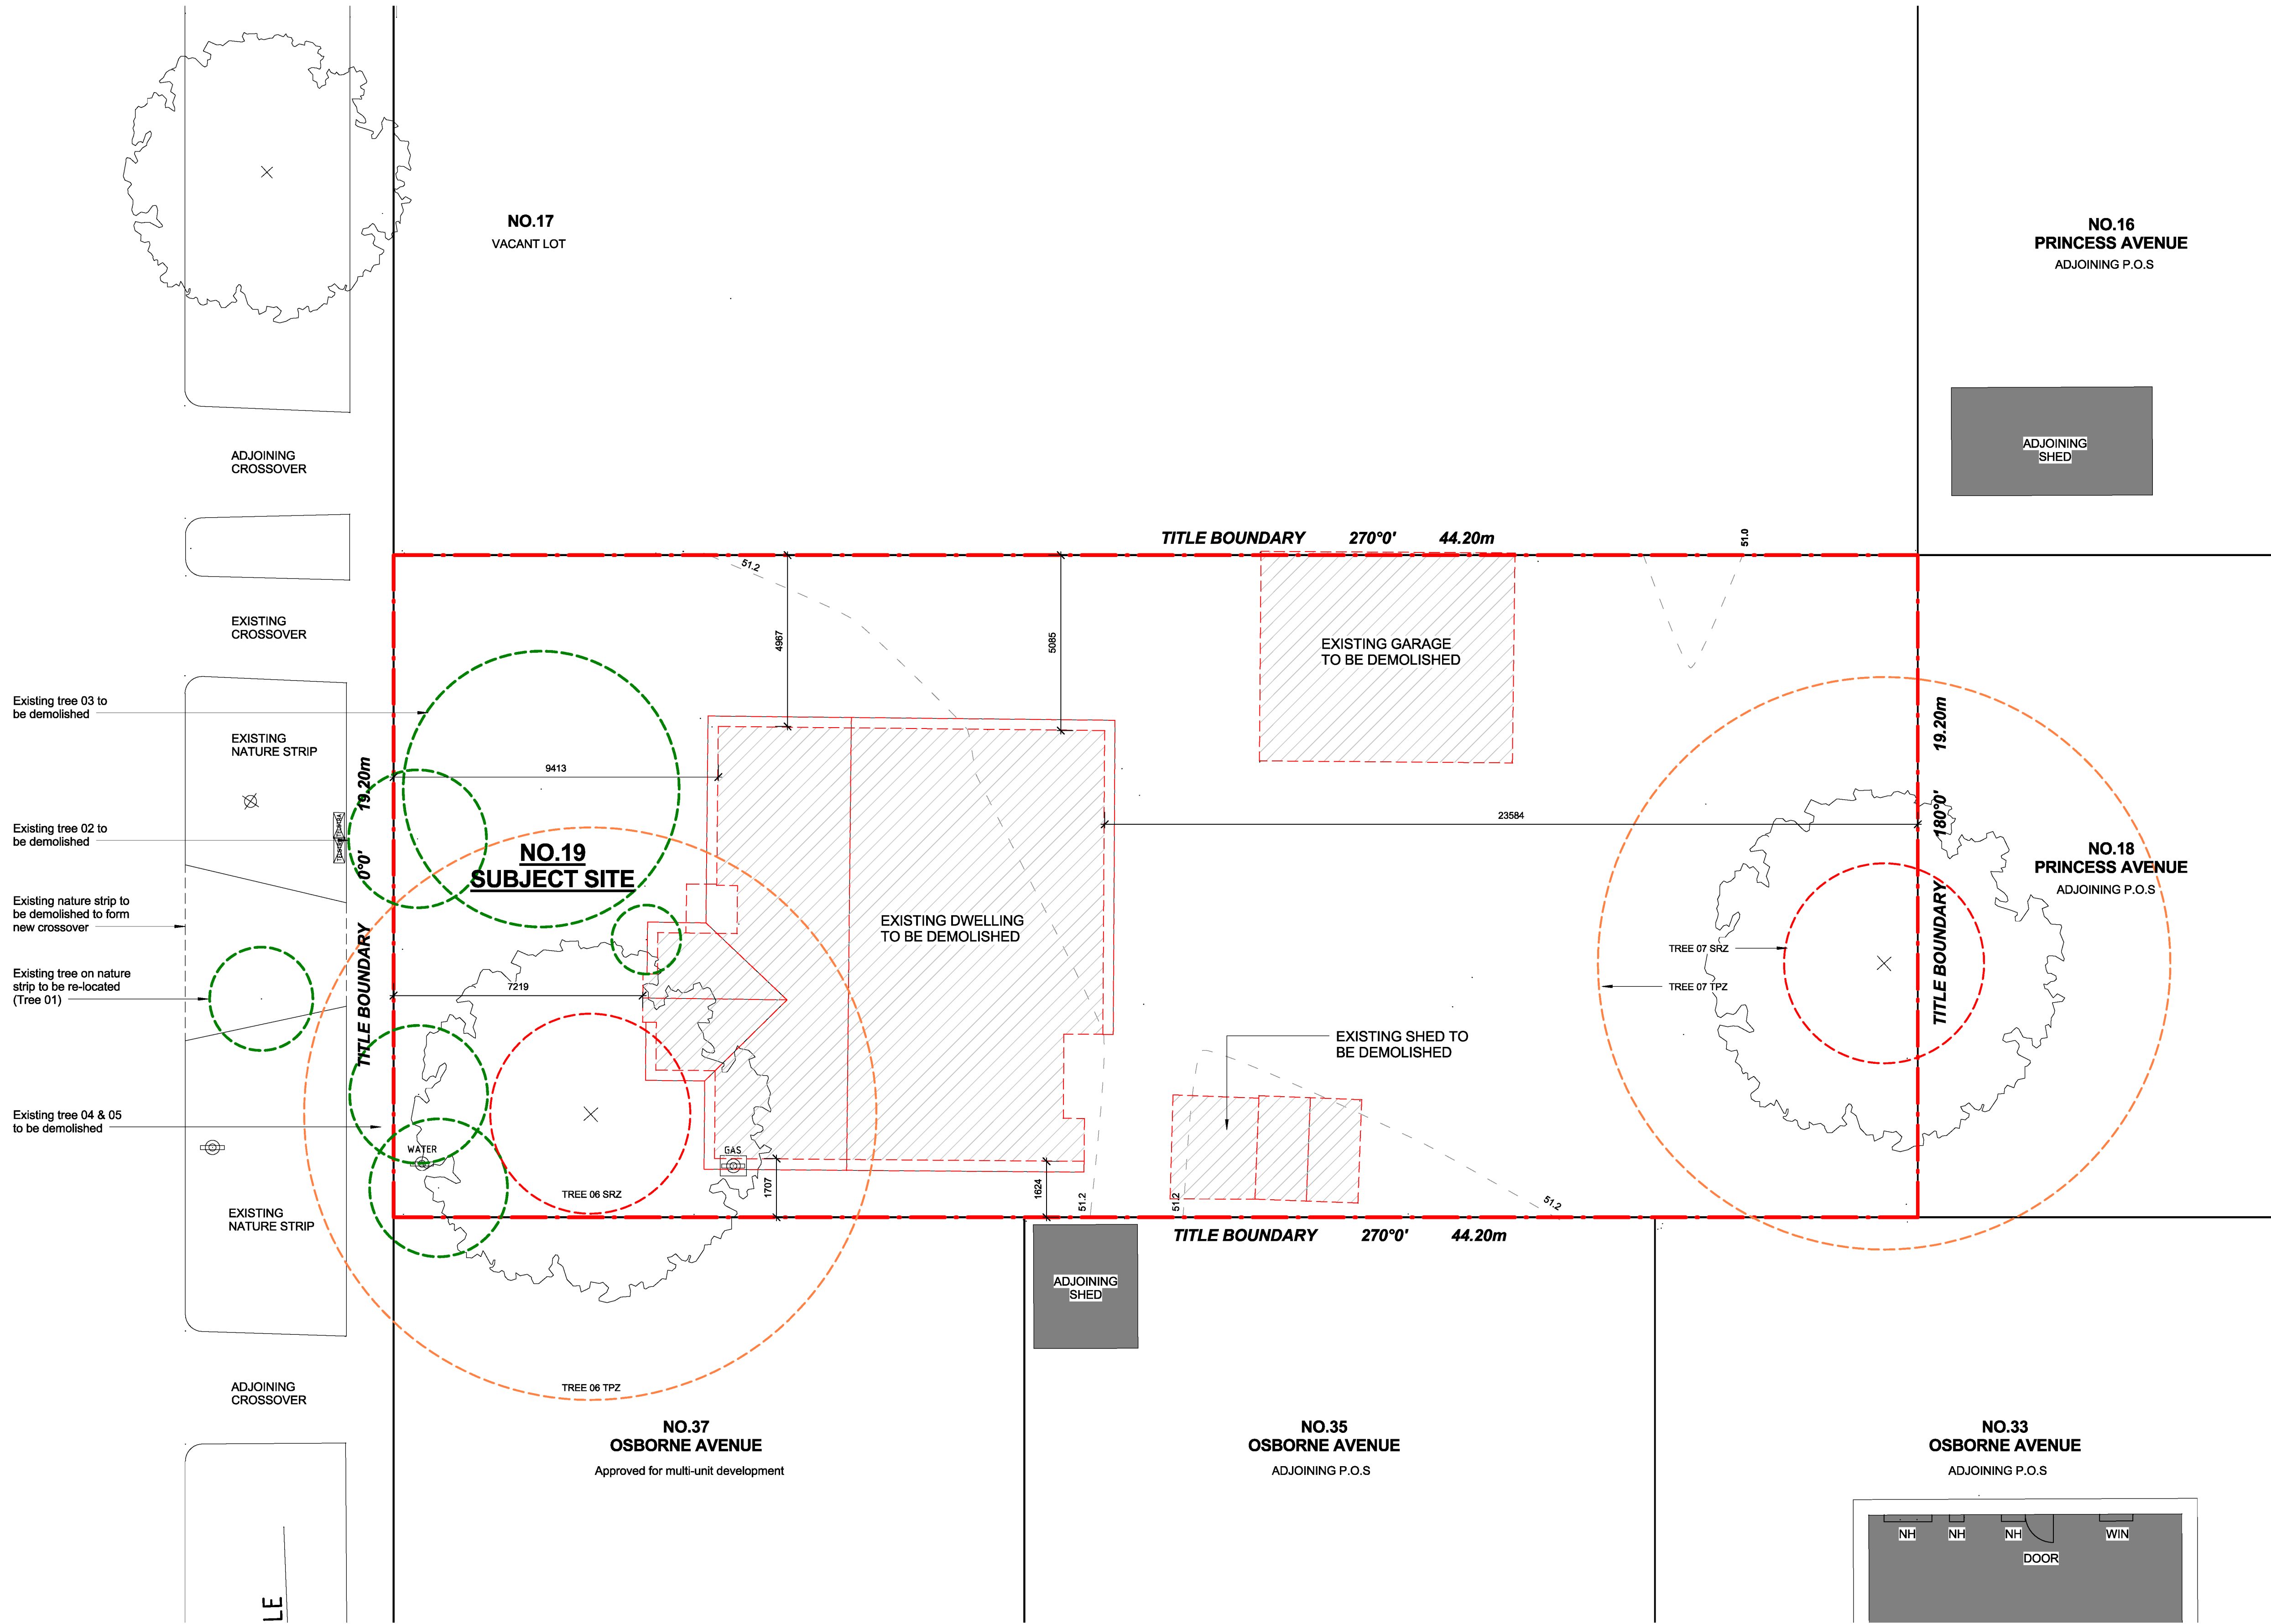 NO.17
VACANT LOT
NO.16
PRINCESS AVENUE
ADJOINING P.O.S
ADJOINING
SHED
ADJOINING
CROSSOVER
TITLE BOUNDARY 270°0' 44.20m
51.0
51.2
EXISTING
CROSSOVER
4967
5085
EXISTING GARAGE
TO BE DEMOLISHED
Existing tree 03 to
be demolished
EXISTING
NATURE STRIP
9413
19.20m
0°0'
TITLE BOUNDARY
19.20m
180°0'
TITLE BOUNDARY
23584
Existing tree 02 to
be demolished
NO.19
SUBJECT SITE
NO.18
PRINCESS AVENUE
ADJOINING P.O.S
Existing nature strip to
be demolished to form
new crossover
EXISTING DWELLING
TO BE DEMOLISHED
TREE 07 SRZ
TREE 07 TPZ
Existing tree on nature
strip to be re-located
(Tree 01)
7219
EXISTING SHED TO
BE DEMOLISHED
Existing tree 04 & 05
to be demolished
WATER
GAS
TREE 06 SRZ
1707
1624
51.2
51.2
51.2
EXISTING
NATURE STRIP
TITLE BOUNDARY 270°0' 44.20m
ADJOINING
SHED
ADJOINING
CROSSOVER
TREE 06 TPZ
NO.37
OSBORNE AVENUE
Approved for multi-unit development
NO.35
OSBORNE AVENUE
ADJOINING P.O.S
NO.33
OSBORNE AVENUE
ADJOINING P.O.S
NH
NH
NH
WIN
DOOR
LE